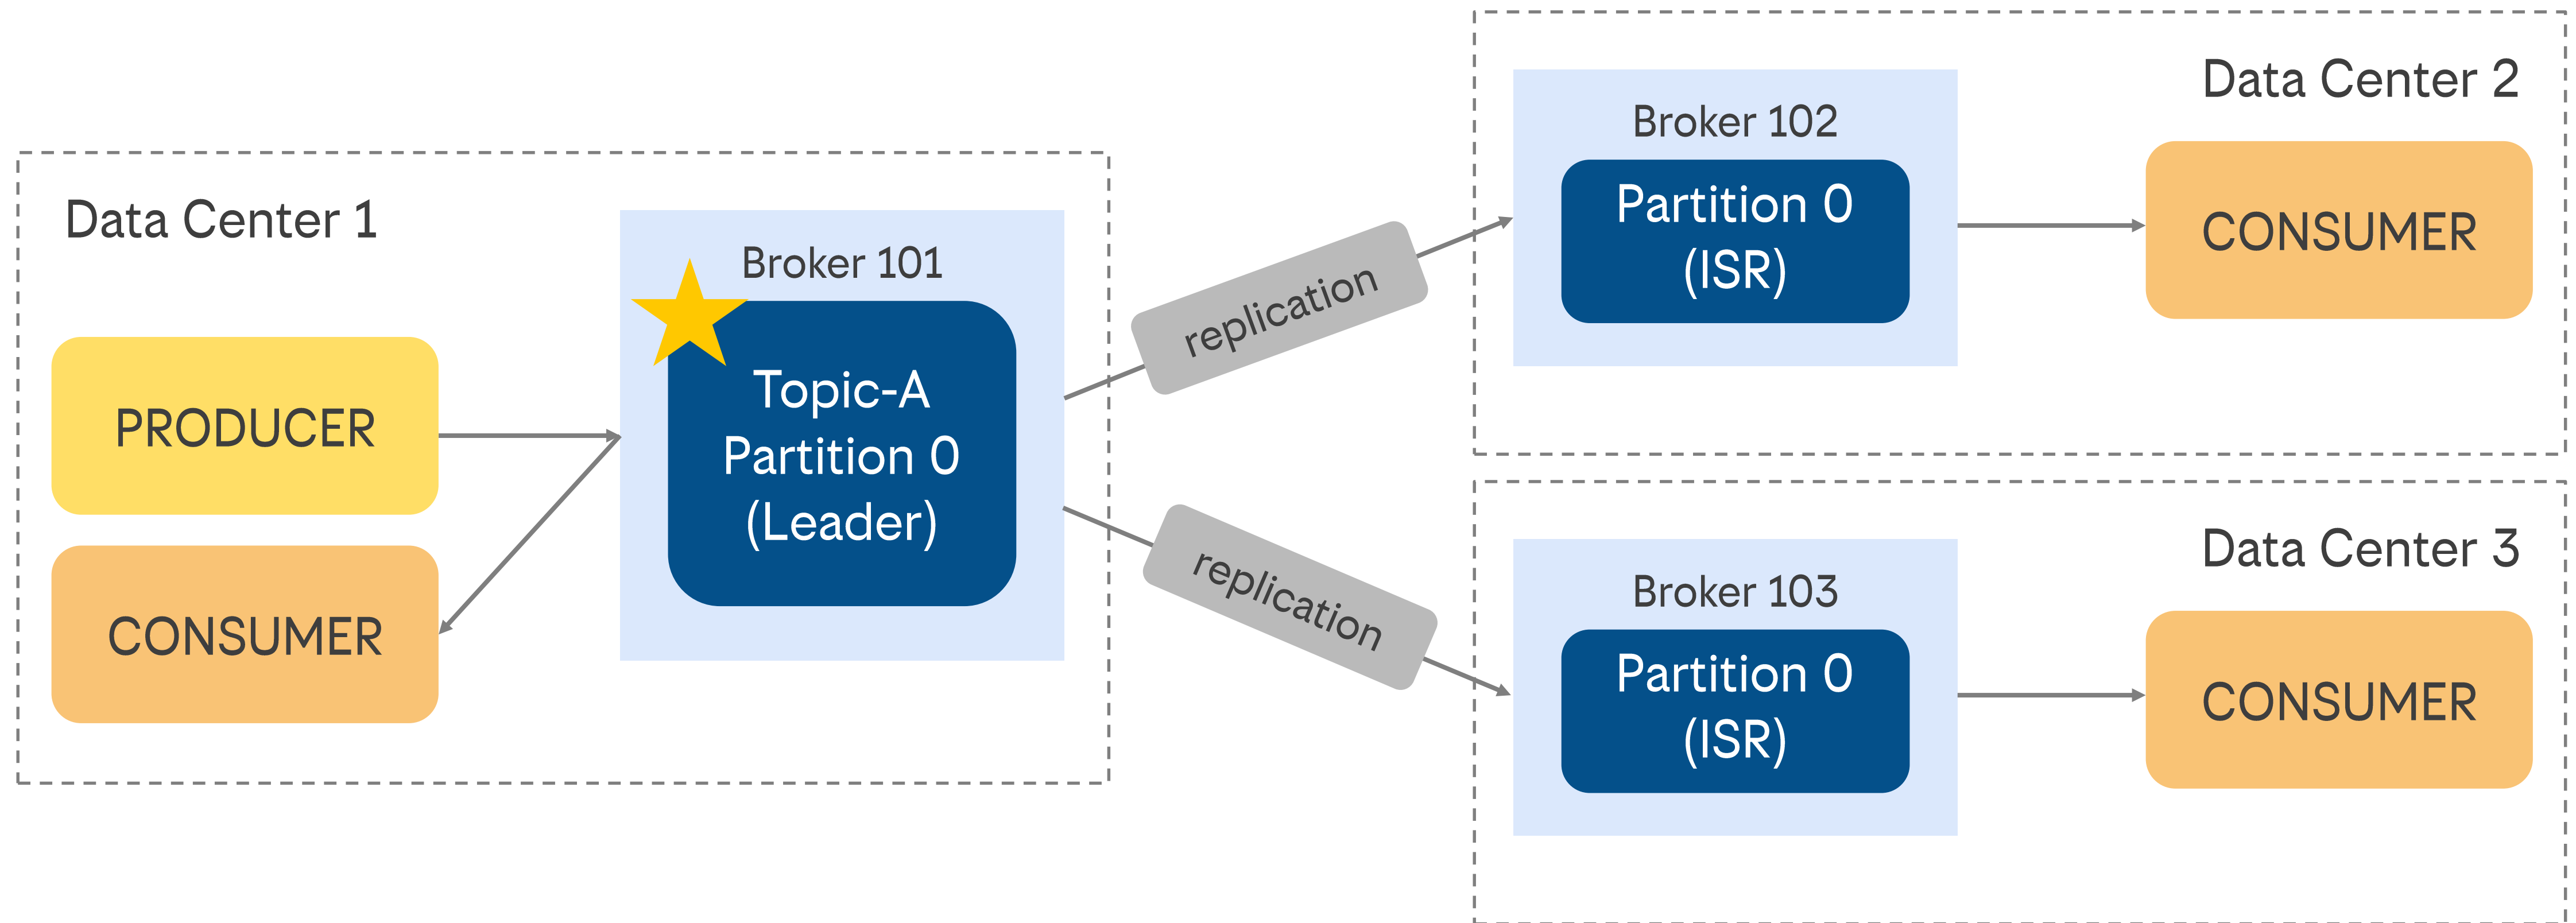 Data Center 1
PRODUCER
CONSUMER
Broker 101
Topic-A
Partition 0
(Leader)
replication
replication
Data Center 2
Broker 102
Partition 0
(ISR)
CONSUMER
Data Center 3
Broker 103
Partition 0
(ISR)
CONSUMER